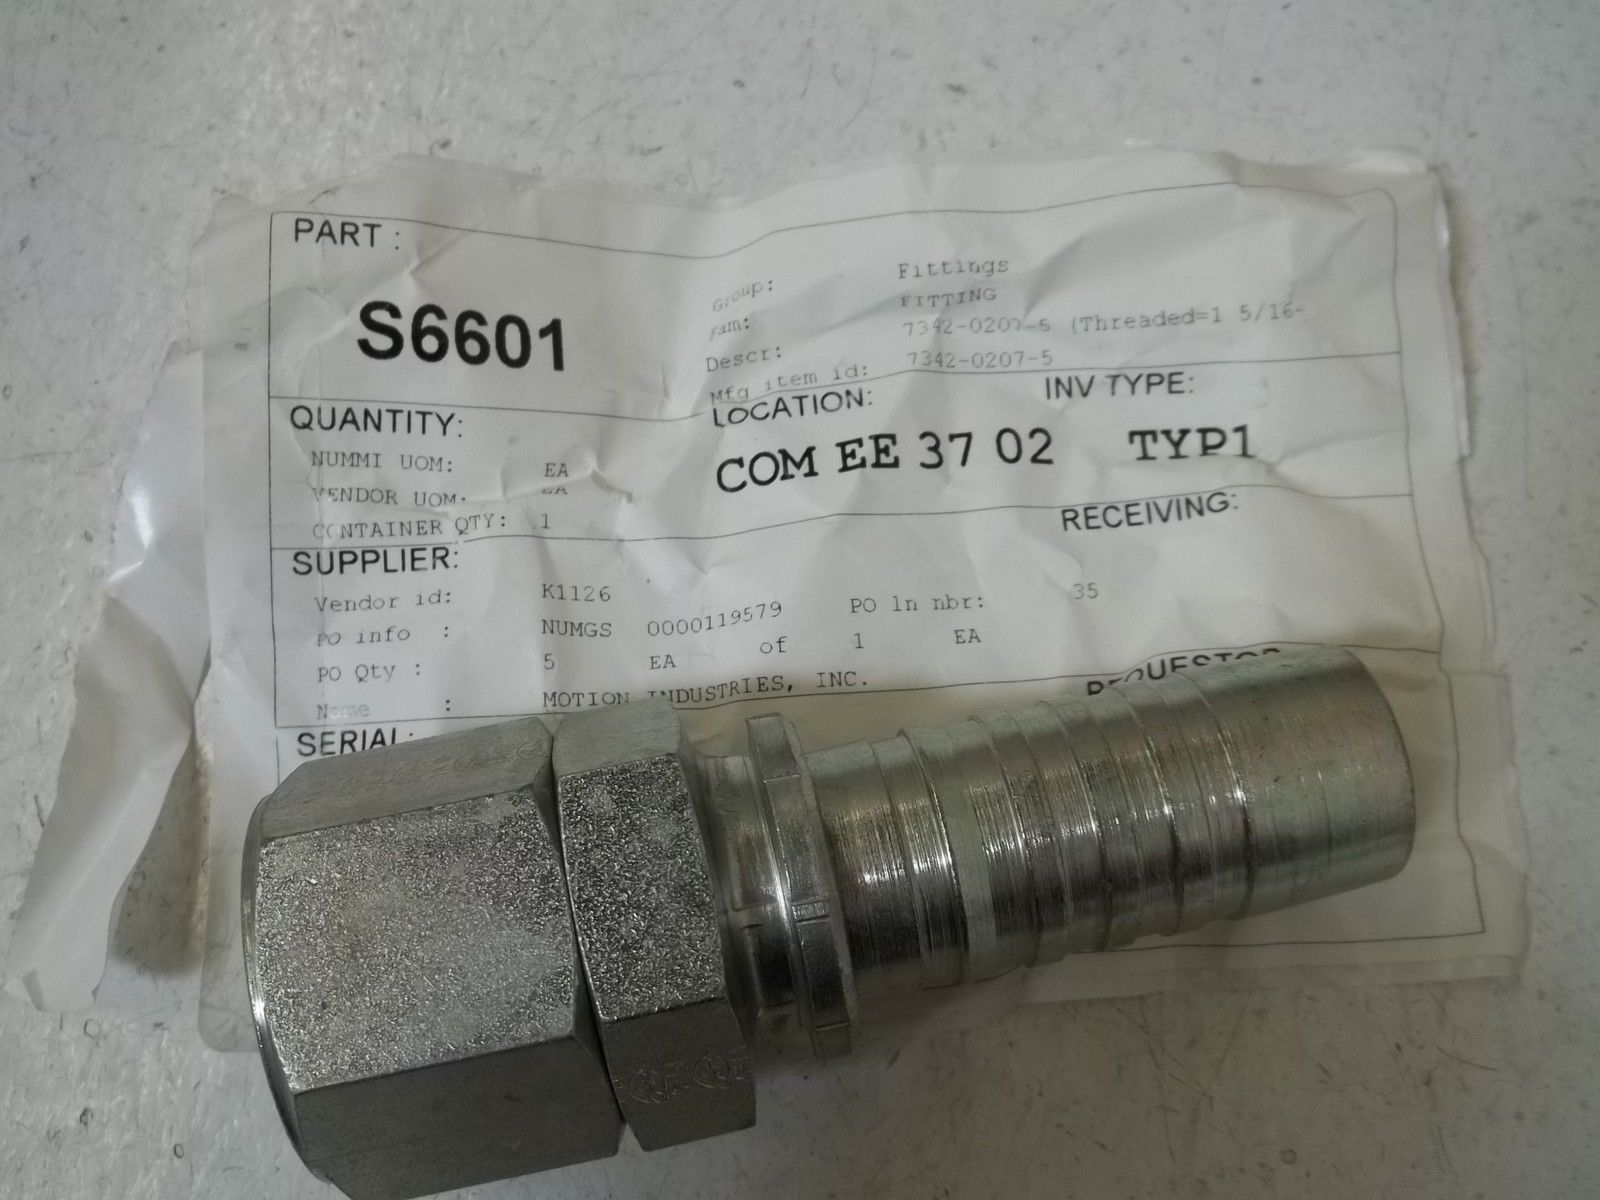 PART :
S6601
Group: Fittings
ram: FITTING
Descr: 7342-0207-5 (Threaded=1 5/16-
Mfg item id: 7342-0207-5
QUANTITY:
NUMMI UOM: EA
VENDOR UOM: EA
CONTAINER QTY: 1
LOCATION:
COM EE 37 02
INV TYPE:
TYP1
SUPPLIER:
RECEIVING:
Vendor id: K1126
PO info : NUMGS 0000119579 PO ln nbr: 35
PO Qty : 5 EA of 1 EA
Name : MOTION INDUSTRIES, INC.
REQUESTOR
SERIAL: